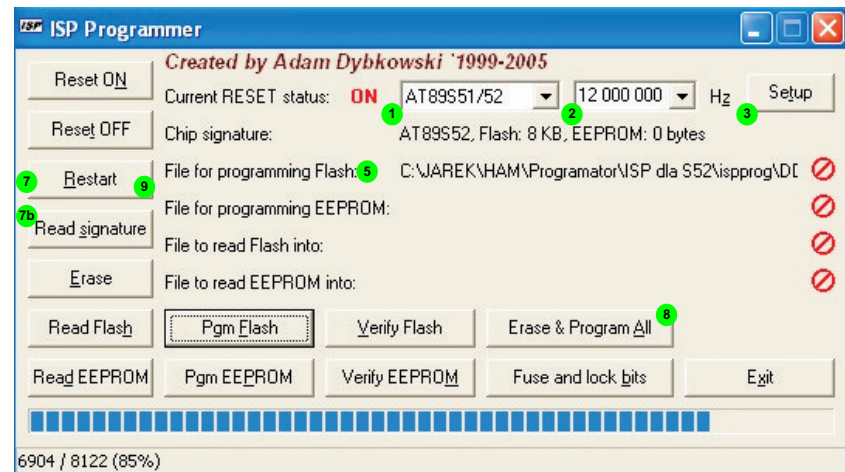 ISP ISP Programmer
Created by Adam Dybkowski `1999-2005
Reset ON
Current RESET status: ON AT89S51/52 12 000 000 Hz Setup
1 2 3
Reset OFF Chip signature: AT89S52, Flash: 8 KB, EEPROM: 0 bytes
File for programming Flash: 5 C:\JAREK\HAM\Programator\ISP dla S52\ispprog\DI
7 Restart 9
File for programming EEPROM:
7b
Read signature
File to read Flash into:
Erase File to read EEPROM into:
8
Read Flash Pgm Flash Verify Flash Erase & Program All
Read EEPROM Pgm EEPROM Verify EEPROM Fuse and lock bits Exit
6904 / 8122 (85%)